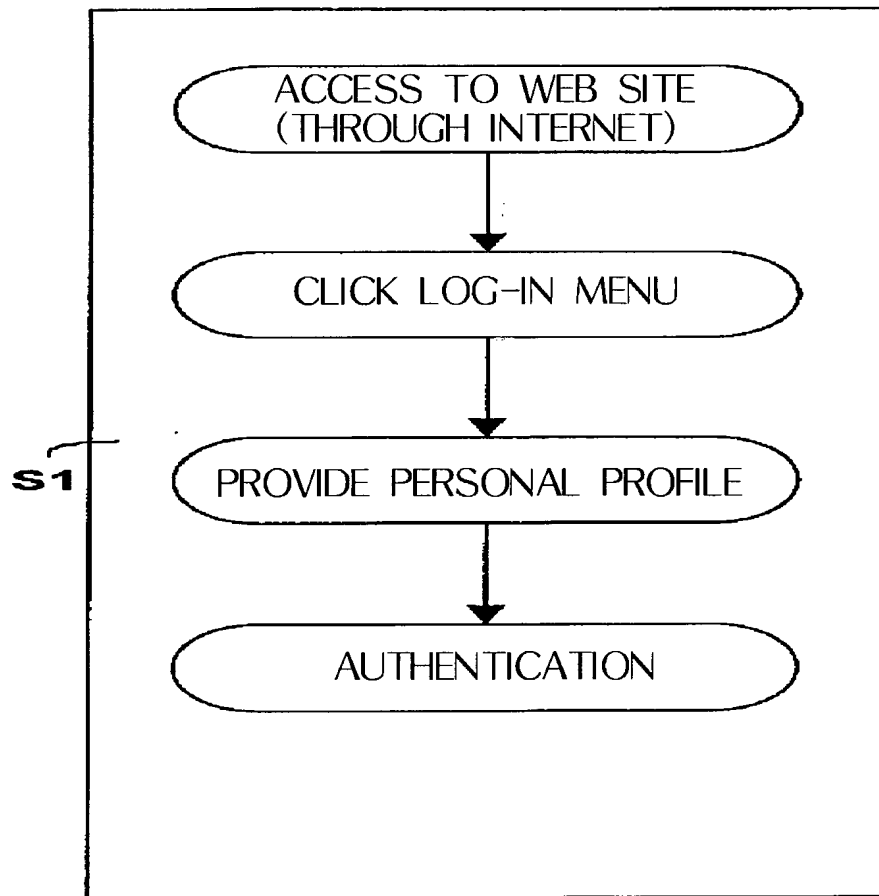 ACCESS TO WEB SITE
(THROUGH INTERNET)
CLICK LOG-IN MENU
S1
PROVIDE PERSONAL PROFILE
AUTHENTICATION